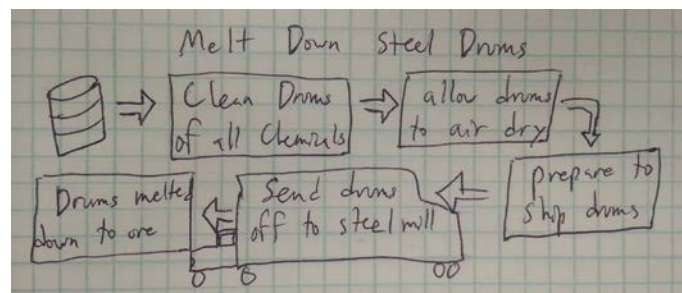 Melt Down Steel Drums
Clean Drums
of all Chemicals
allow drums
to air dry
prepare to
ship drums
Send drums
off to steel mill
Drums melted
down to ore